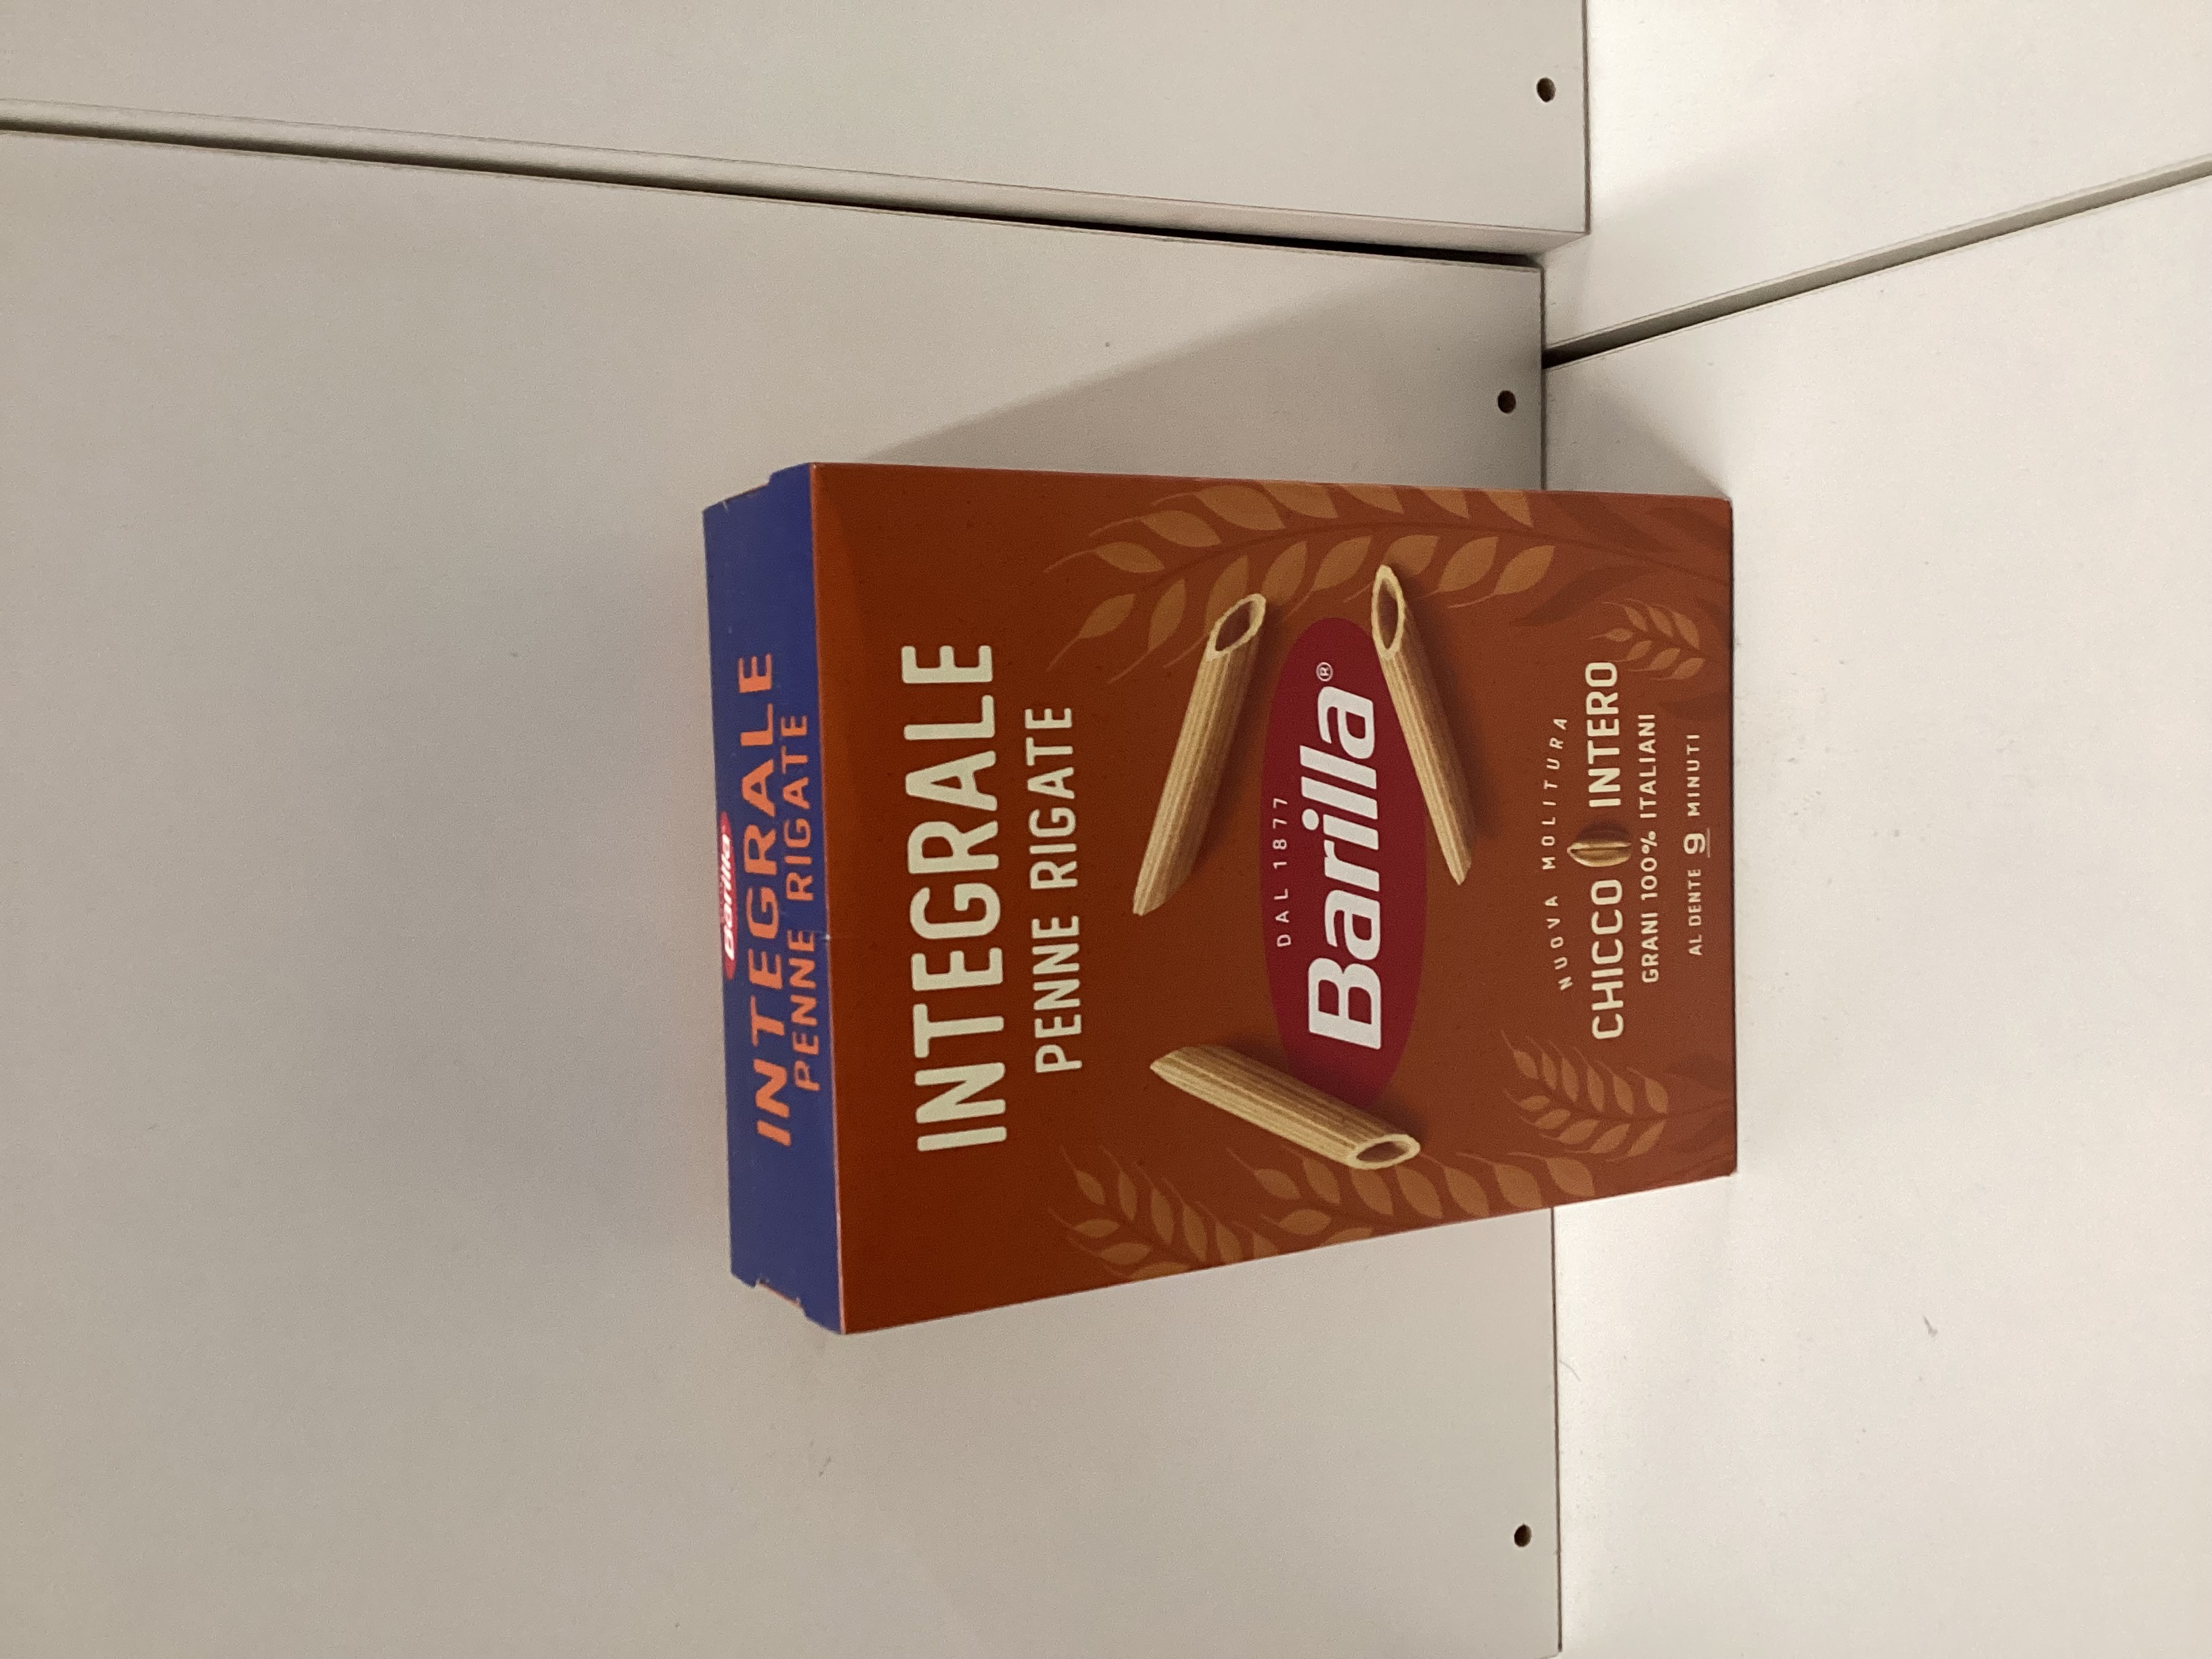 Barilla
INTEGRALE
PENNE RIGATE
INTEGRALE
PENNE RIGATE
DAL 1877
Barilla®
NUOVA MOLITURA
CHICCO INTERO
GRANI 100% ITALIANI
AL DENTE 9 MINUTI